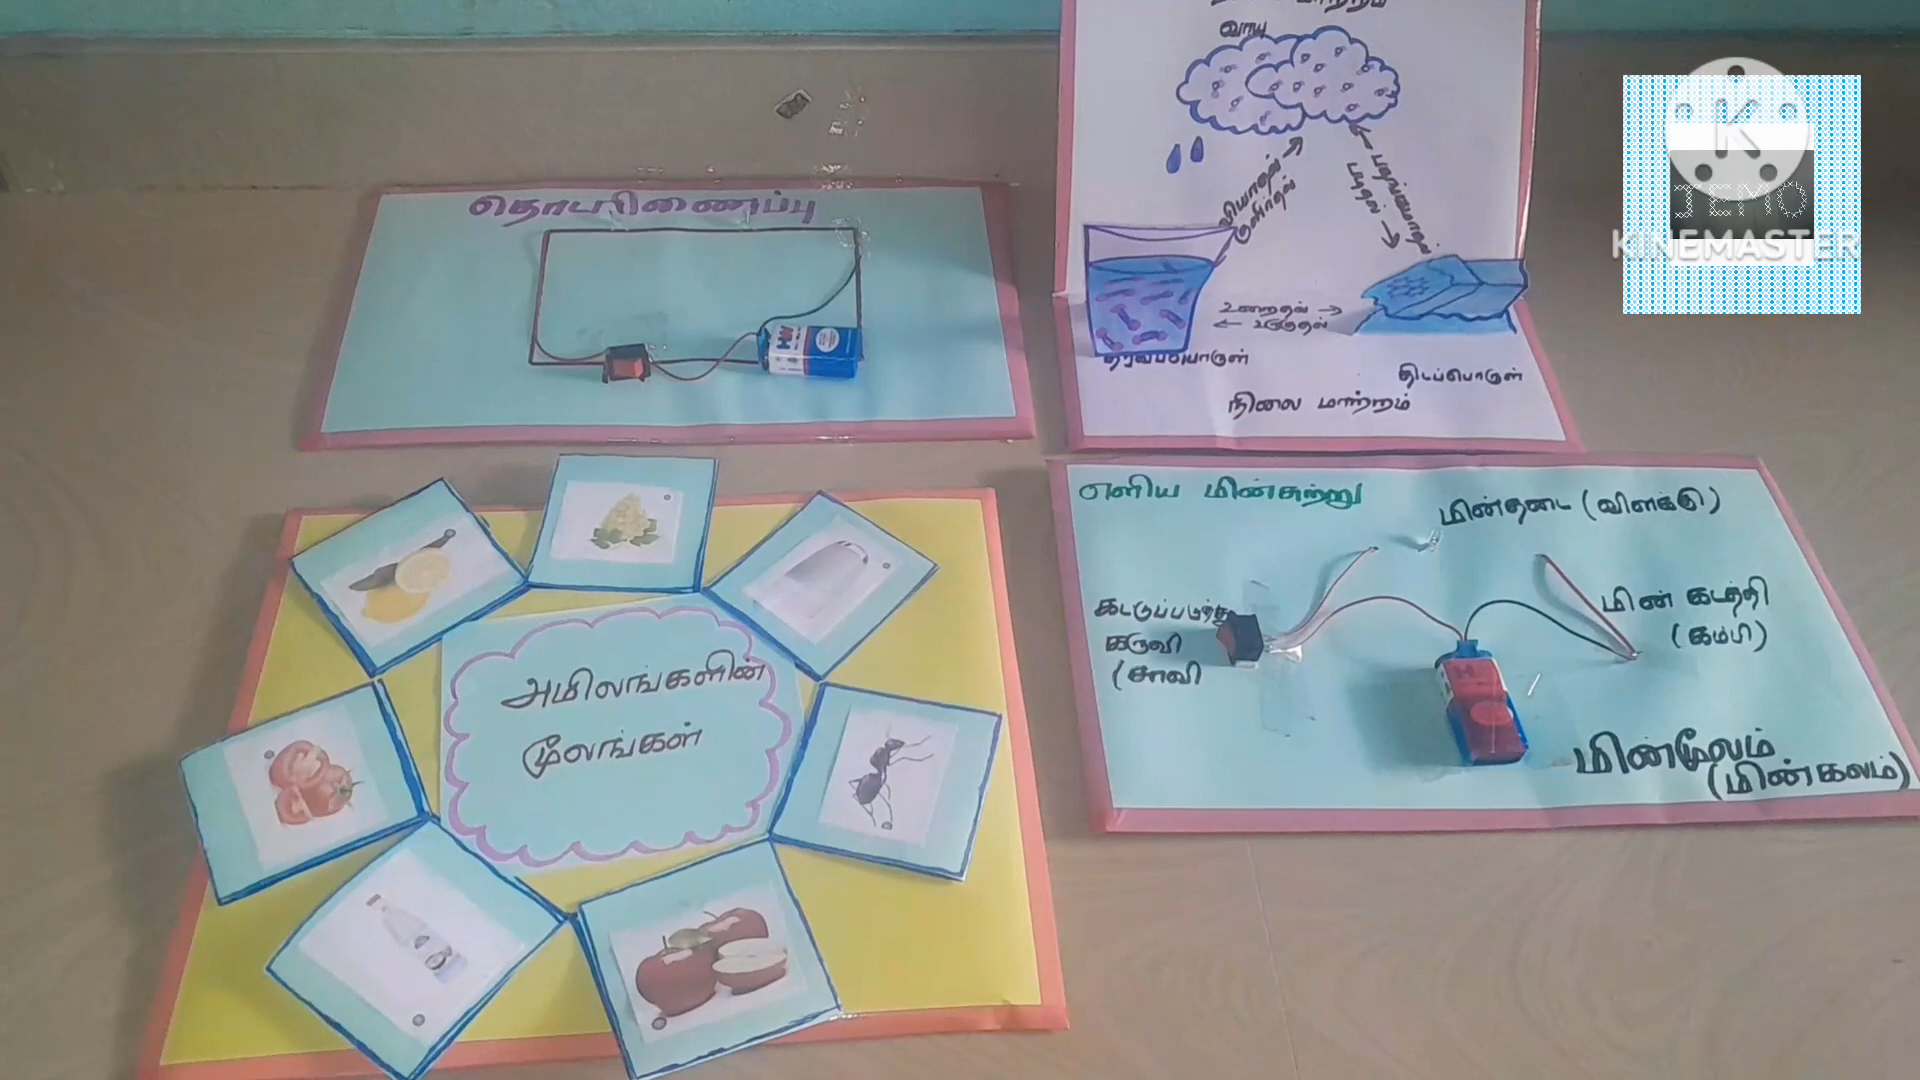 தொடரிணைப்பு
வாயு
ஆவியாதல்
குளிர்தல்
பதங்கமாதல்
படிதல்
உறைதல் →
← உருகுதல்
திரவப்பொருள்
திடப்பொருள்
நிலை மாற்றம்
எளிய மின்சுற்று
மின்தடை (விளக்கு)
கருவி
(சாவி
மின் கடத்தி
(கம்பி)
மின்மூலம்
(மின்கலம்)
அமிலங்களின்
மூலங்கள்
KINEMASTER